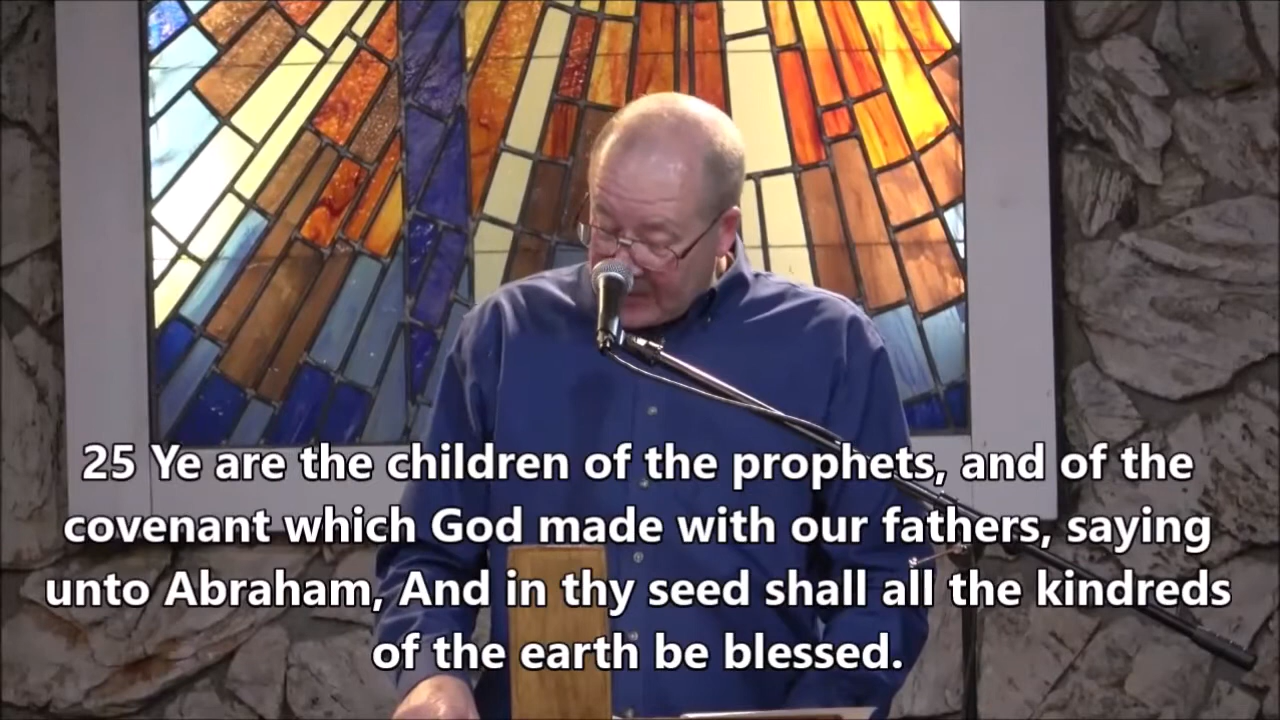 25 Ye are the children of the prophets, and of the
covenant which God made with our fathers, saying
unto Abraham, And in thy seed shall all the kindreds
of the earth be blessed.